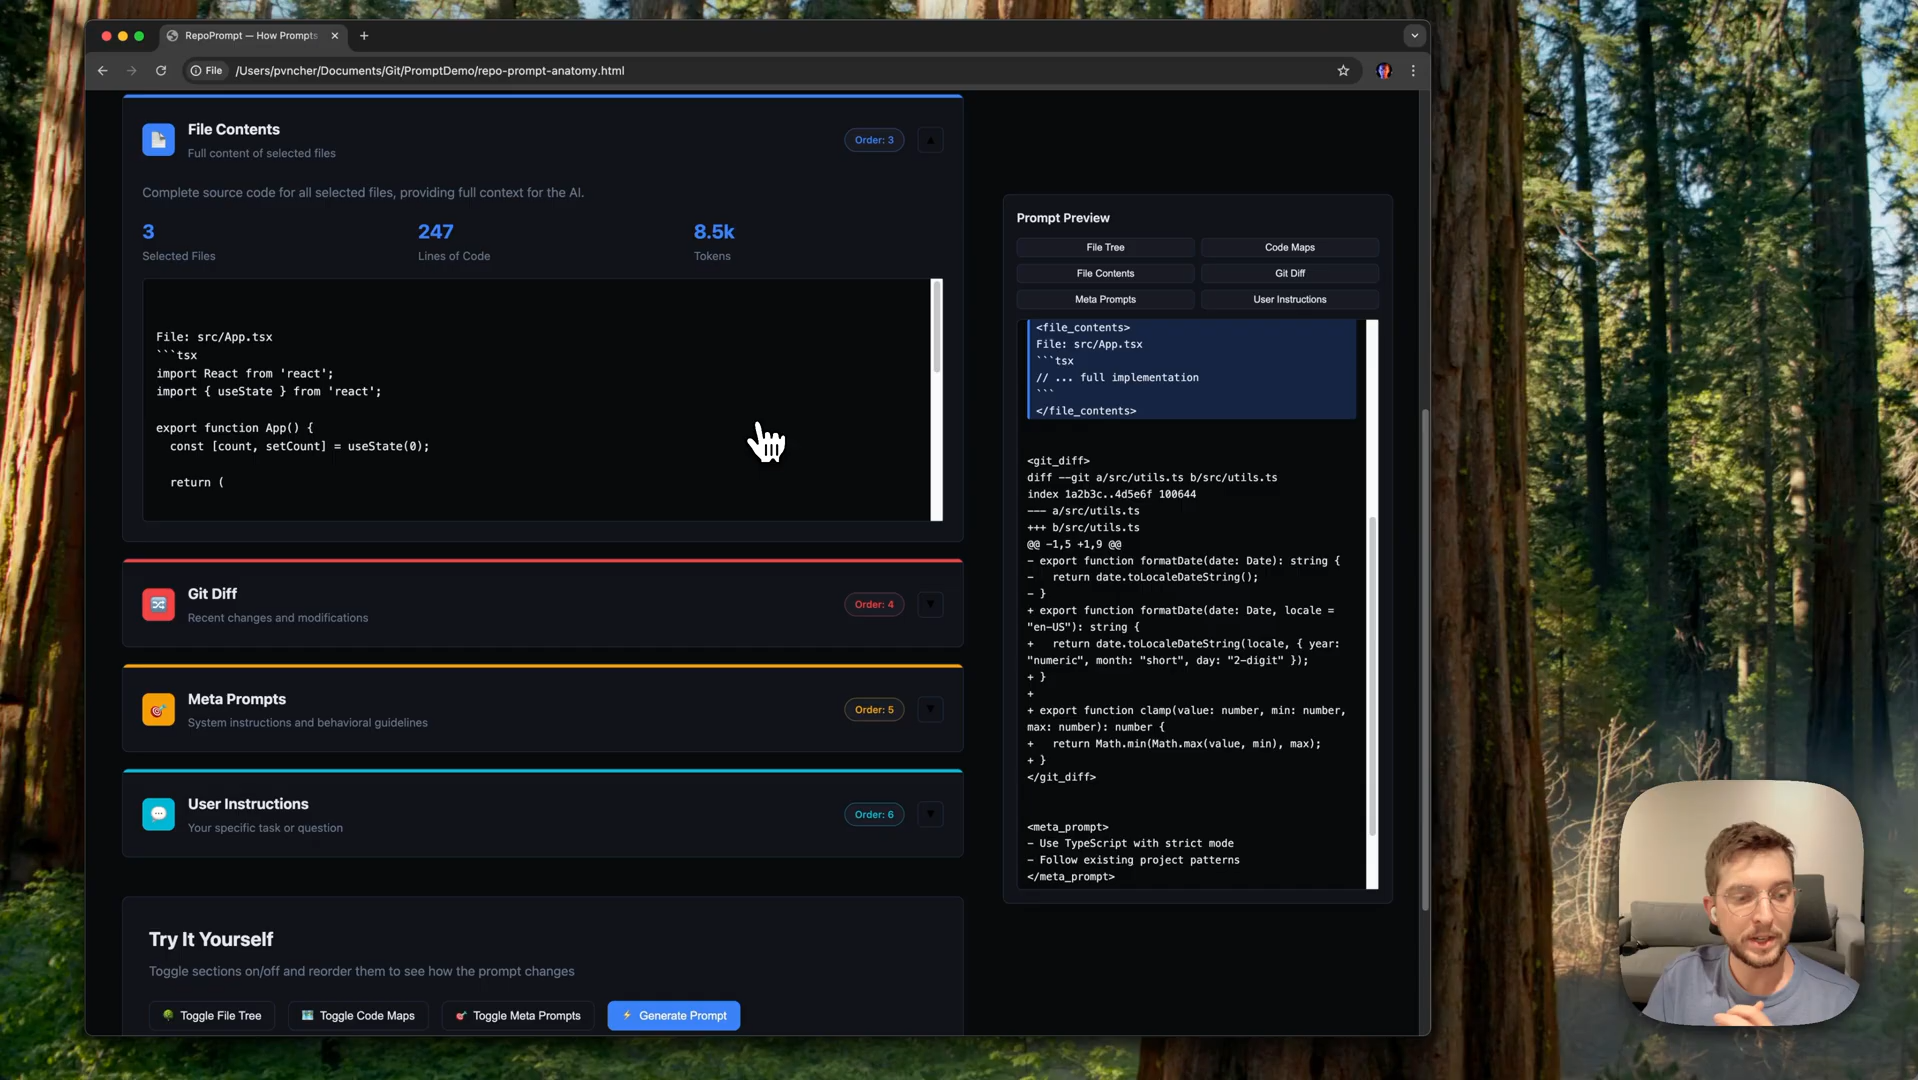 RepoPrompt — How Prompts
File
/Users/pvncher/Documents/Git/PromptDemo/repo-prompt-anatomy.html
File Contents
Full content of selected files
Order: 3
Complete source code for all selected files, providing full context for the AI.
3
Selected Files
247
Lines of Code
8.5k
Tokens
File: src/App.tsx
```tsx
import React from 'react';
import { useState } from 'react';
export function App() {
const [count, setCount] = useState(0);
return (
Git Diff
Recent changes and modifications
Order: 4
Meta Prompts
System instructions and behavioral guidelines
Order: 5
User Instructions
Your specific task or question
Order: 6
Try It Yourself
Toggle sections on/off and reorder them to see how the prompt changes
Toggle File Tree
Toggle Code Maps
Toggle Meta Prompts
Generate Prompt
Prompt Preview
File Tree
Code Maps
File Contents
Git Diff
Meta Prompts
User Instructions
<file_contents>
File: src/App.tsx
```tsx
// ... full implementation
```
</file_contents>
<git_diff>
diff --git a/src/utils.ts b/src/utils.ts
index 1a2b3c..4d5e6f 100644
--- a/src/utils.ts
+++ b/src/utils.ts
@@ -1,5 +1,9 @@
- export function formatDate(date: Date): string {
-   return date.toLocaleDateString();
- }
+ export function formatDate(date: Date, locale =
"en-US"): string {
+   return date.toLocaleDateString(locale, { year:
"numeric", month: "short", day: "2-digit" });
+ }
+
+ export function clamp(value: number, min: number,
max: number): number {
+   return Math.min(Math.max(value, min), max);
+ }
</git_diff>
<meta_prompt>
- Use TypeScript with strict mode
- Follow existing project patterns
</meta_prompt>